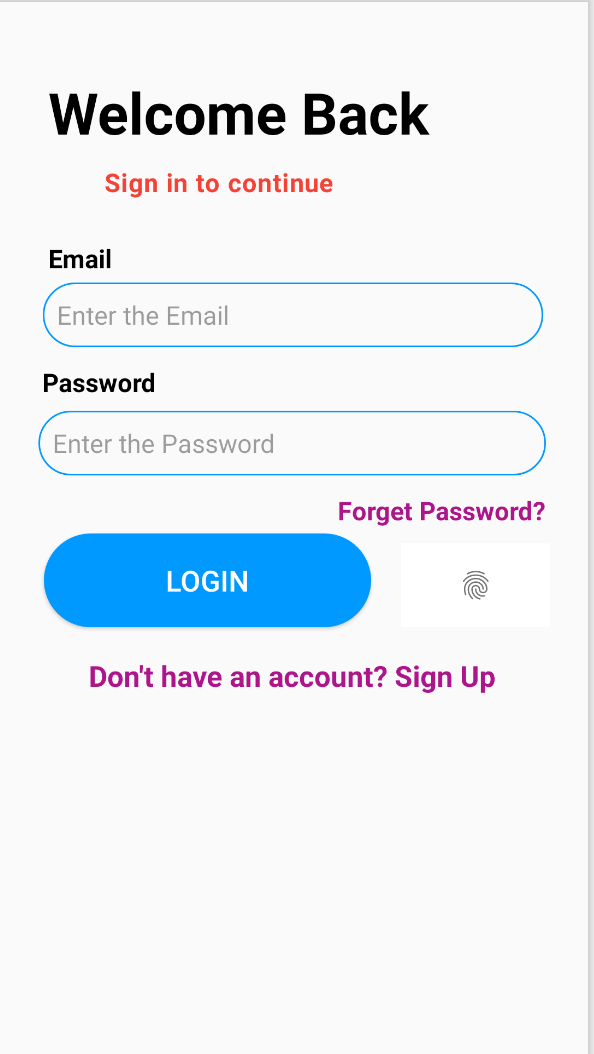 Welcome Back
Sign in to continue
Email
Enter the Email
Password
Enter the Password
Forget Password?
LOGIN
Don't have an account? Sign Up